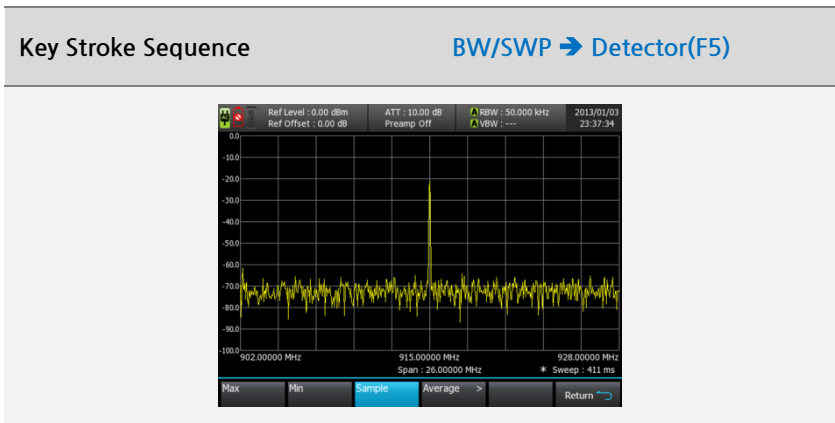 Key Stroke Sequence BW/SWP → Detector(F5)
AC Ref Level : 0.00 dBm ATT : 10.00 dB A RBW : 50.000 kHz 2013/01/03
Ref Offset : 0.00 dB Preamp Off A VBW : --- 23:37:34
0.0
-10.0
-20.0
-30.0
-40.0
-50.0
-60.0
-70.0
-80.0
-90.0
-100.0
902.00000 MHz 915.00000 MHz 928.00000 MHz
Span : 26.00000 MHz * Sweep : 411 ms
Max Min Sample Average > Return